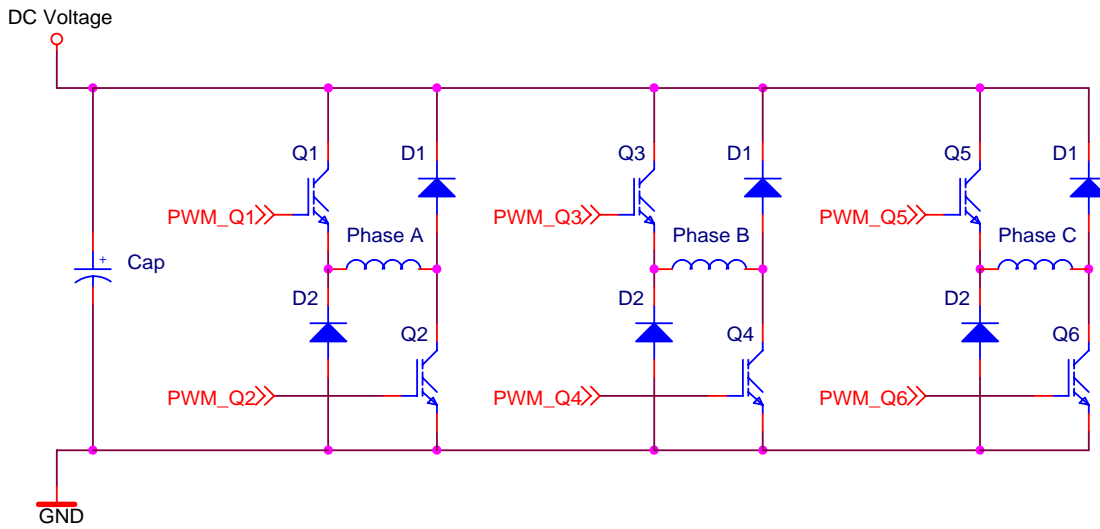 DC Voltage
Q1 D1 Q3 D1 Q5 D1
PWM_Q1 PWM_Q3 PWM_Q5
Phase A Phase B Phase C
+
Cap
D2 D2 D2
Q2 Q4 Q6
PWM_Q2 PWM_Q4 PWM_Q6
GND